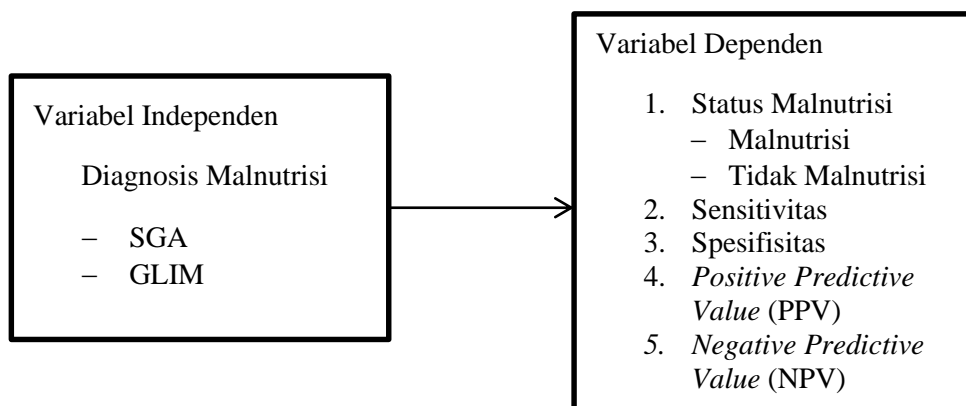 Variabel Independen
Diagnosis Malnutrisi
– SGA
– GLIM
Variabel Dependen
1. Status Malnutrisi
– Malnutrisi
– Tidak Malnutrisi
2. Sensitivitas
3. Spesifisitas
4. Positive Predictive
Value (PPV)
5. Negative Predictive
Value (NPV)